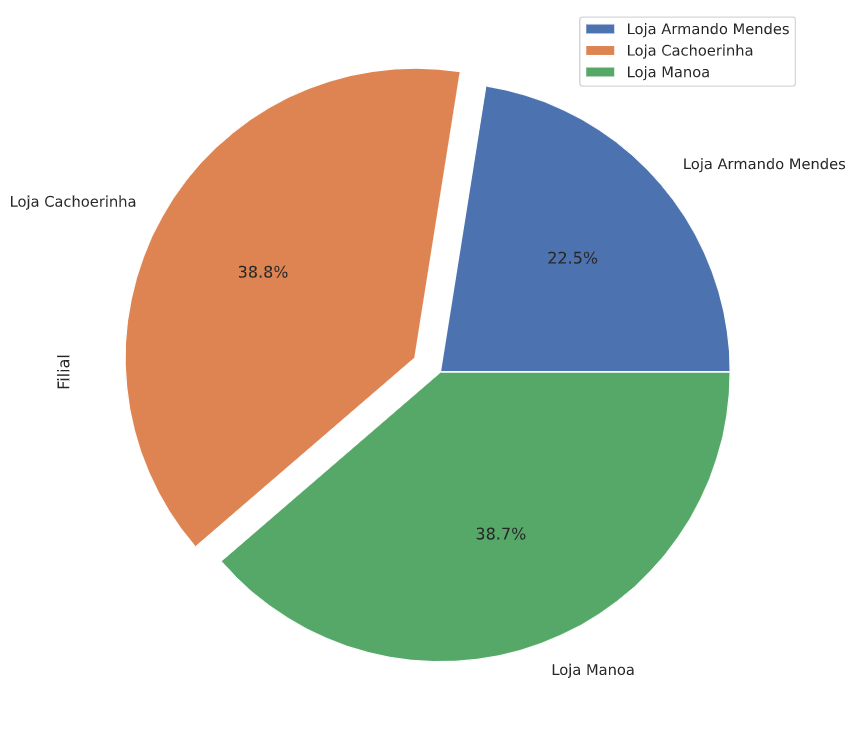 Loja Armando Mendes
Loja Cachoerinha
Loja Manoa
Loja Armando Mendes
Loja Cachoerinha
22.5%
38.8%
Filial
38.7%
Loja Manoa